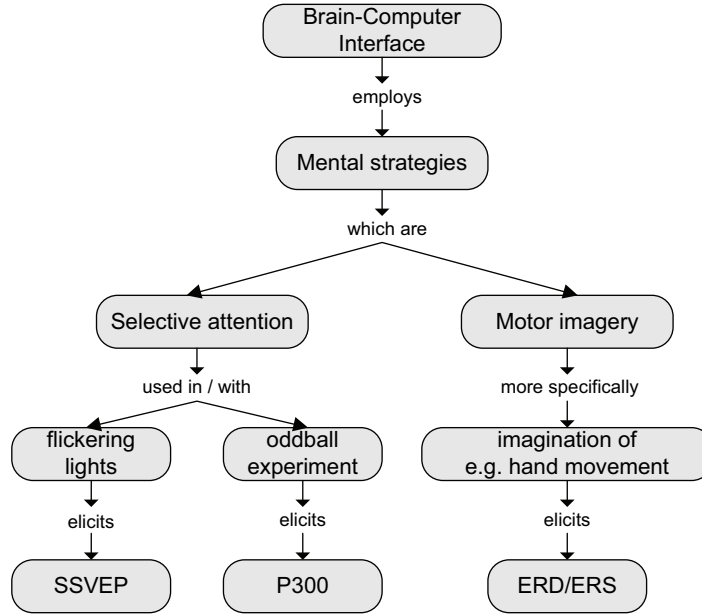 Brain-Computer
Interface
employs
Mental strategies
which are
Selective attention
Motor imagery
used in / with
more specifically
flickering
lights
oddball
experiment
imagination of
e.g. hand movement
elicits
elicits
elicits
SSVEP
P300
ERD/ERS